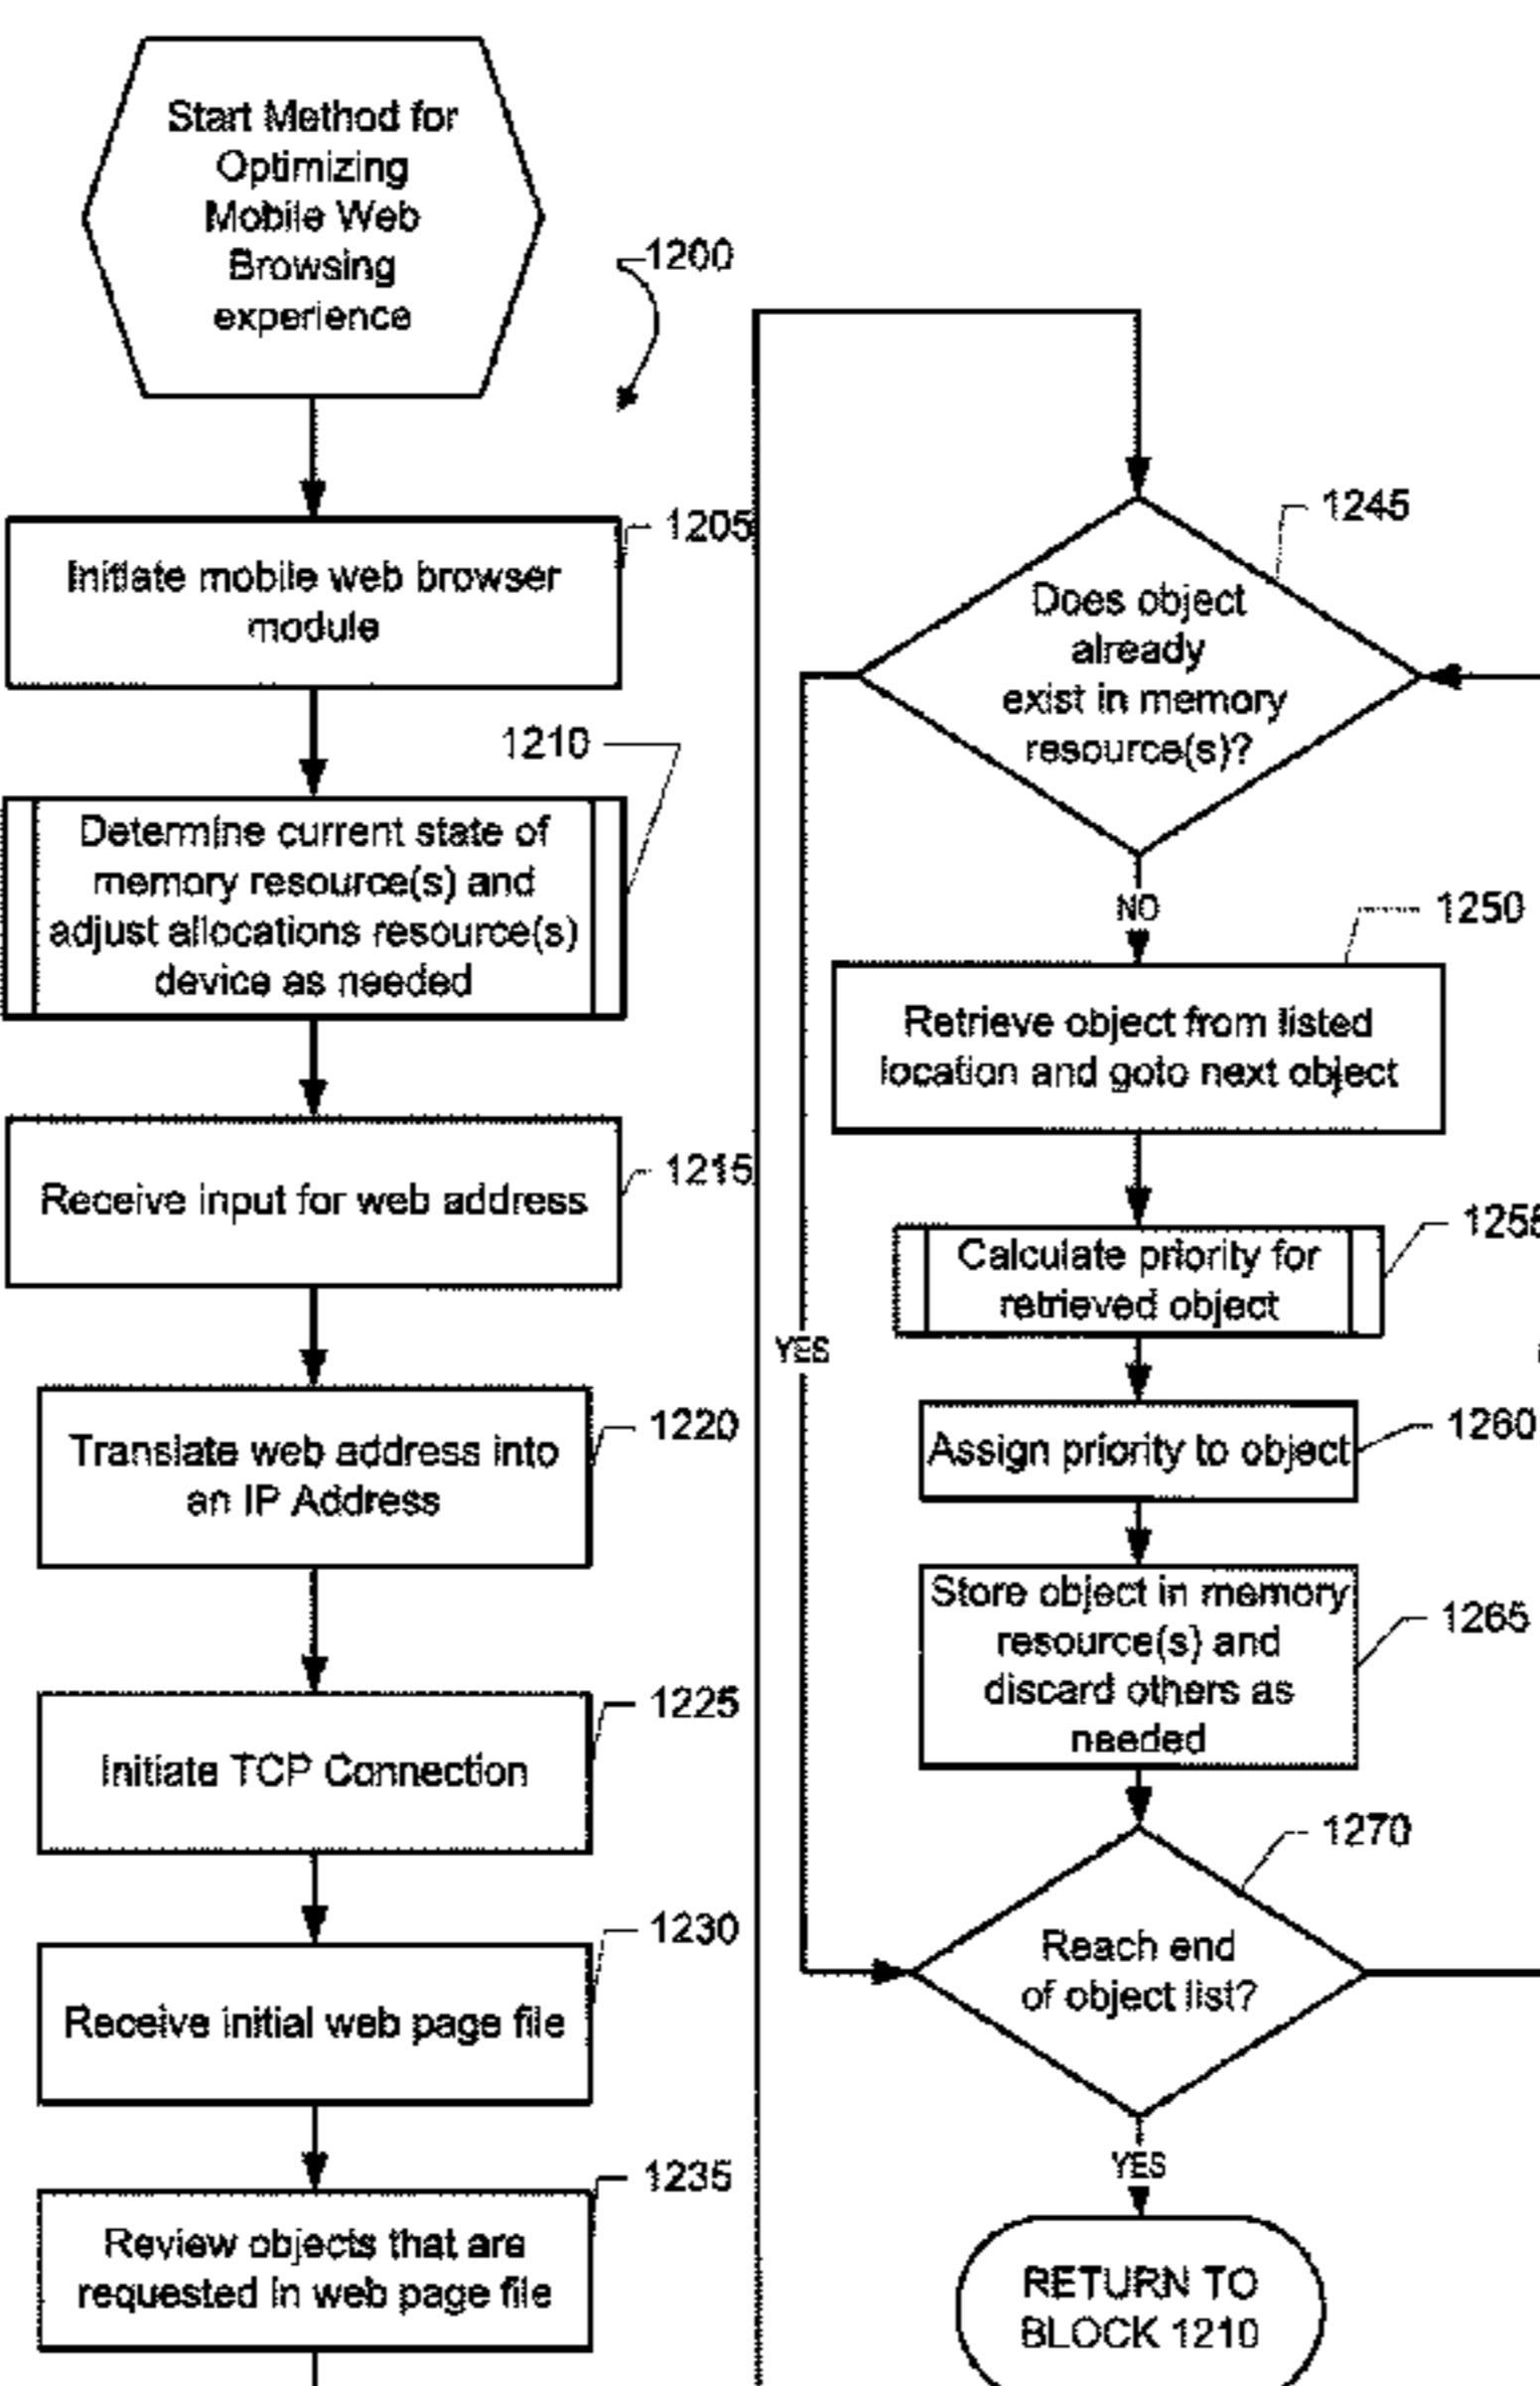 Start Method for
Optimizing
Mobile Web
Browsing
experience
1200
1205
Initiate mobile web browser
module
1210
Determine current state of
memory resource(s) and
adjust allocations resource(s)
device as needed
1215
Receive input for web address
1220
Translate web address into
an IP Address
1225
Initiate TCP Connection
1230
Receive initial web page file
1235
Review objects that are
requested in web page file
1245
Does object
already
exist in memory
resource(s)?
NO
1250
Retrieve object from listed
location and goto next object
1255
Calculate priority for
retrieved object
YES
1260
Assign priority to object
1265
Store object in memory
resource(s) and
discard others as
needed
1270
Reach end
of object list?
YES
RETURN TO
BLOCK 1210